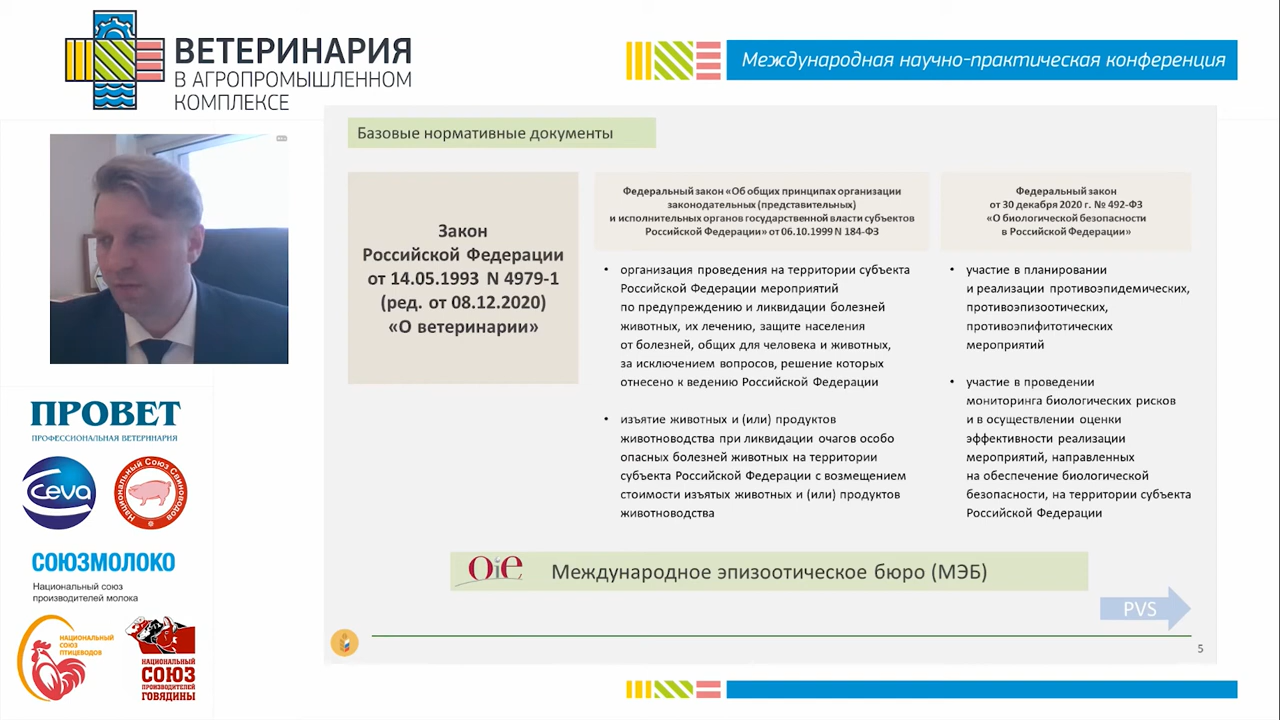 ВЕТЕРИНАРИЯ
В АГРОПРОМЫШЛЕННОМ
КОМПЛЕКСЕ
Международная научно-практическая конференция
Базовые нормативные документы
Закон
Российской Федерации
от 14.05.1993 N 4979-1
(ред. от 08.12.2020)
«О ветеринарии»
Федеральный закон «Об общих принципах организации
законодательных (представительных)
и исполнительных органов государственной власти субъектов
Российской Федерации» от 06.10.1999 N 184-ФЗ
• организация проведения на территории субъекта
Российской Федерации мероприятий
по предупреждению и ликвидации болезней
животных, их лечению, защите населения
от болезней, общих для человека и животных,
за исключением вопросов, решение которых
отнесено к ведению Российской Федерации
• изъятие животных и (или) продуктов
животноводства при ликвидации очагов особо
опасных болезней животных на территории
субъекта Российской Федерации с возмещением
стоимости изъятых животных и (или) продуктов
животноводства
Федеральный закон
от 30 декабря 2020 г. № 492-ФЗ
«О биологической безопасности
в Российской Федерации»
• участие в планировании
и реализации противоэпидемических,
противоэпизоотических,
противоэпифитотических
мероприятий
• участие в проведении
мониторинга биологических рисков
и в осуществлении оценки
эффективности реализации
мероприятий, направленных
на обеспечение биологической
безопасности, на территории субъекта
Российской Федерации
OiE
Международное эпизоотическое бюро (МЭБ)
PVS
5
ПРОВЕТ
ПРОФЕССИОНАЛЬНАЯ ВЕТЕРИНАРИЯ
Ceva
Национальный Союз Свиноводов
СОЮЗМОЛОКО
Национальный союз
производителей молока
НАЦИОНАЛЬНЫЙ
СОЮЗ
ПТИЦЕВОДОВ
НАЦИОНАЛЬНЫЙ
СОЮЗ
ПРОИЗВОДИТЕЛЕЙ
ГОВЯДИНЫ